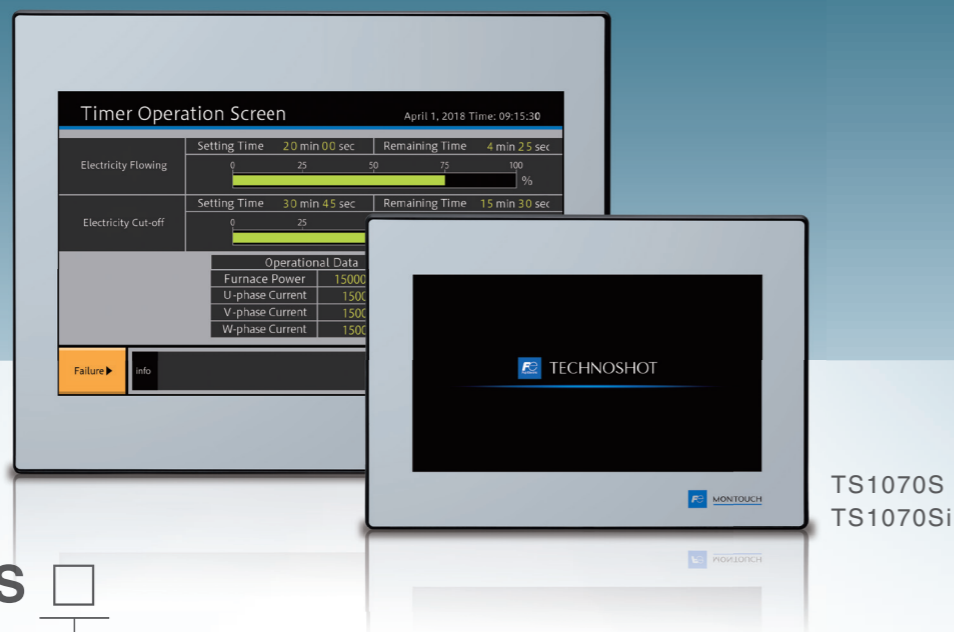 Timer Operation Screen
April 1, 2018 Time: 09:15:30
Electricity Flowing
Setting Time 20 min 00 sec Remaining Time 4 min 25 sec
0 25 50 75 100
%
Electricity Cut-off
Setting Time 30 min 45 sec Remaining Time 15 min 30 sec
0 25
Operational Data
Furnace Power 15000
U-phase Current 1500
V-phase Current 1500
W-phase Current 1500
Failure
info
TECHNOSHOT
MONTOUCH
TS1070S
TS1070Si
S